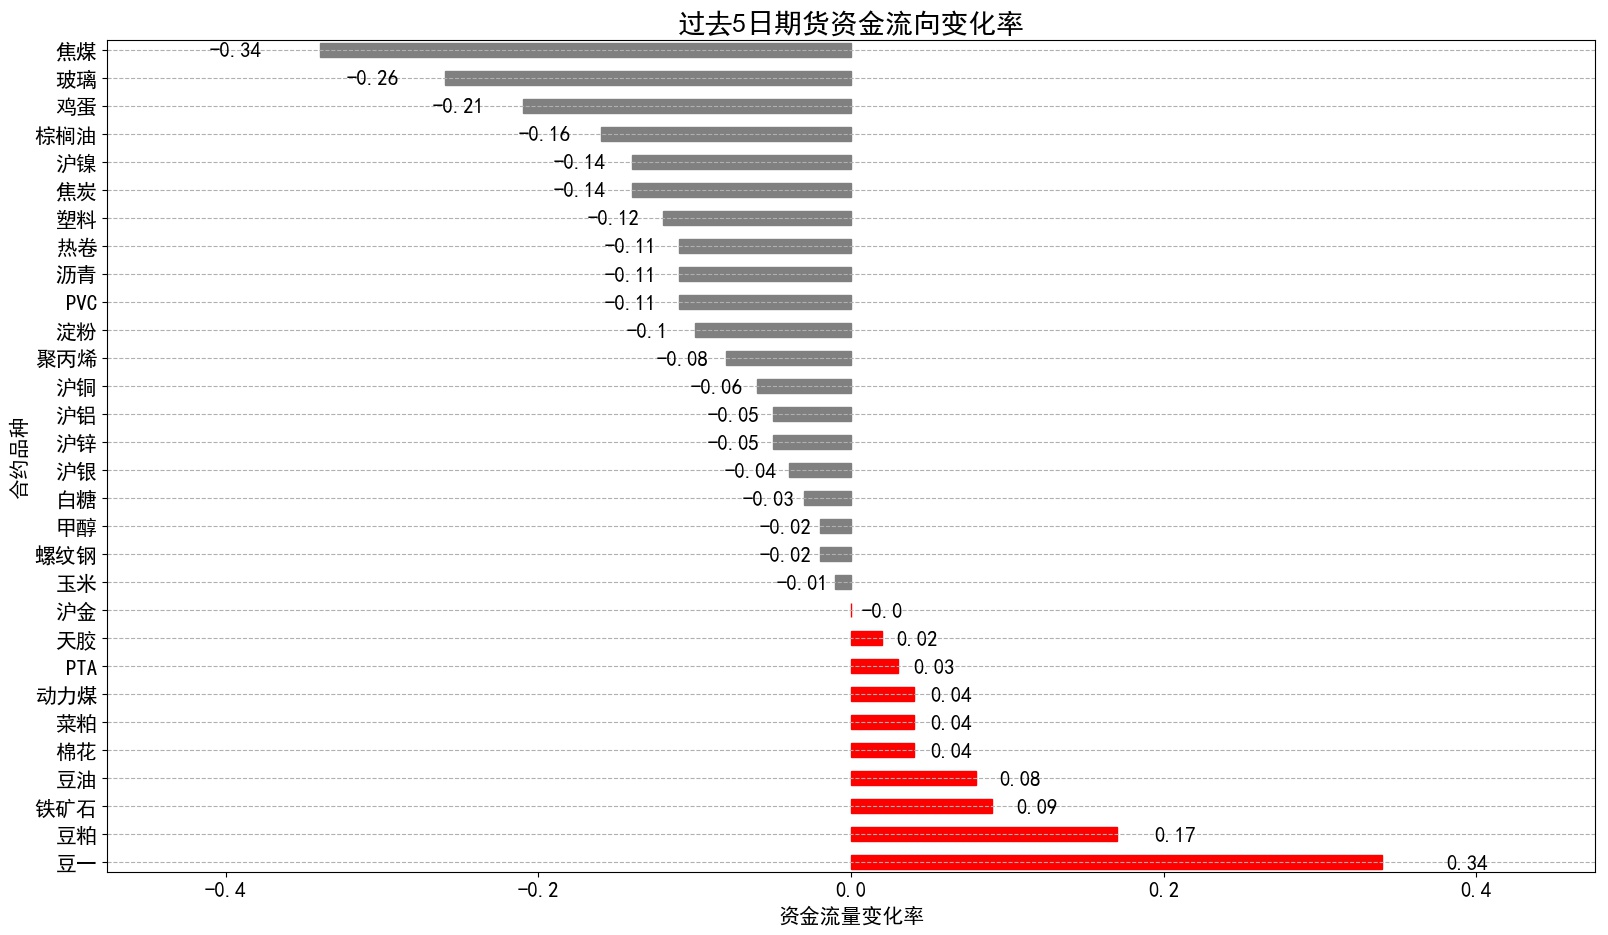 过去5日期货资金流向变化率
焦煤 -0.34
玻璃 -0.26
鸡蛋 -0.21
棕榈油 -0.16
沪镍 -0.14
焦炭 -0.14
塑料 -0.12
热卷 -0.11
沥青 -0.11
PVC -0.11
淀粉 -0.1
聚丙烯 -0.08
沪铜 -0.06
沪铝 -0.05
沪锌 -0.05
沪银 -0.04
白糖 -0.03
甲醇 -0.02
螺纹钢 -0.02
玉米 -0.01
沪金 -0.0
天胶 0.02
PTA 0.03
动力煤 0.04
菜粕 0.04
棉花 0.04
豆油 0.08
铁矿石 0.09
豆粕 0.17
豆一 0.34
合约品种
-0.4 -0.2 0.0 0.2 0.4
资金流量变化率